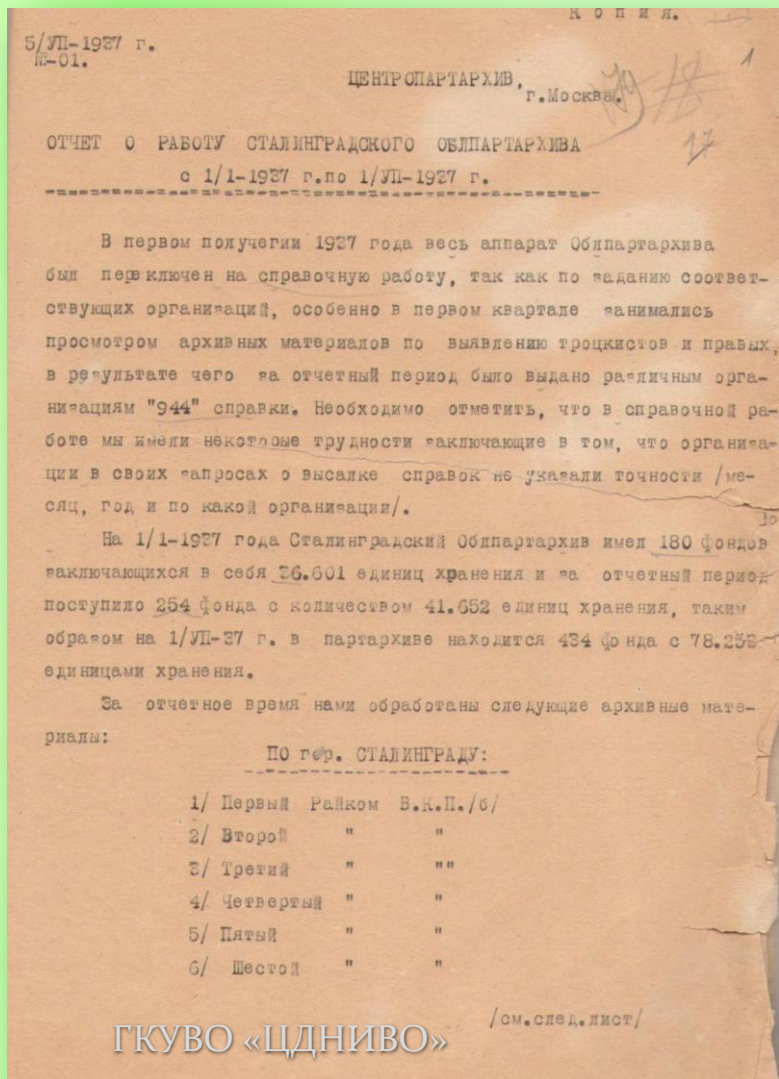 Копия.
5/УП-1937 г.
№-01.
1
ЦЕНТРОПАРТАРХИВ,
г.Москва.
17
ОТЧЕТ О РАБОТУ СТАЛИНГРАДСКОГО ОБЛПАРТАРХИВА
с 1/1-1937 г.по 1/УП-1937 г.
В первом получегии 1937 года весь аппарат Облпартархива
был переключен на справочную работу, так как по заданию соответ-
ствующих организаций, особенно в первом квартале занимались
просмотром архивных материалов по выявлению троцкистов и правых,
в результате чего за отчетный период было выдано различным орга-
низациям "944" справки. Необходимо отметить, что в справочной ра-
боте мы имели некоторые трудности заключающие в том, что организа-
ции в своих запросах о высалке справок не указали точности /ме-
сяц, год и по какой организации/.
На 1/1-1937 года Сталинградский Облпартархив имел 180 фондов
заключающихся в себя 36.601 единиц хранения и за отчетный период
поступило 254 фонда с количеством 41.652 единиц хранения, таким
образом на 1/УП-37 г. в партархиве находится 434 фонда с 78.253
единицами хранения.
За отчетное время нами обработаны следующие архивные мате-
риалы:
ПО гор. СТАЛИНГРАДУ:
1/ Первый Райком В.К.П./б/
2/ Второй " "
3/ Третий " ""
4/ Четвертый " "
5/ Пятый " "
6/ Шестой " "
/см.след.лист/
ГКУВО «ЦДНИВО»